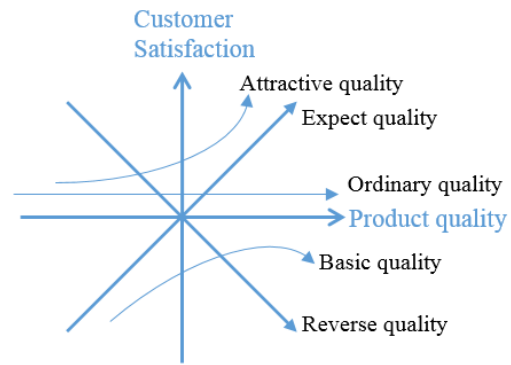 Customer
Satisfaction
Attractive quality
Expect quality
Ordinary quality
Product quality
Basic quality
Reverse quality